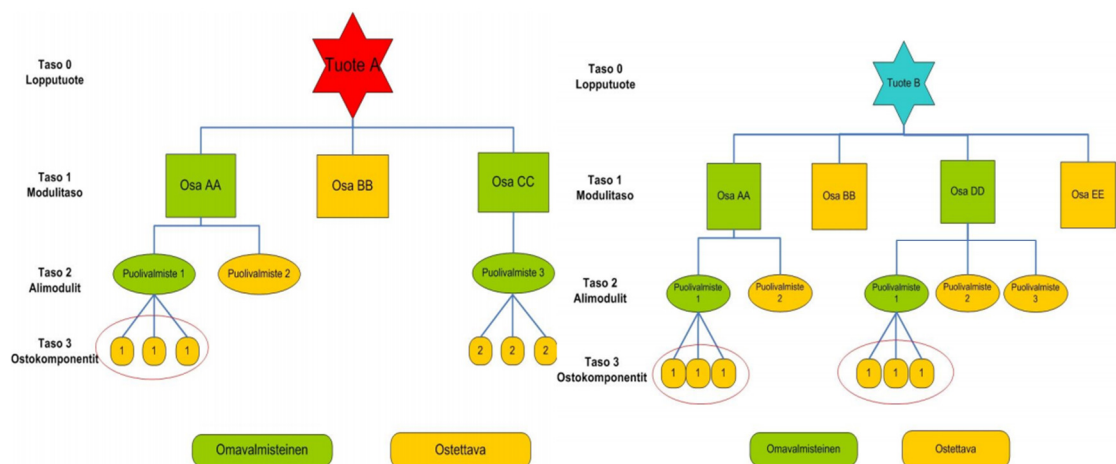 Taso 0
Lopputuote
Tuote A
Taso 1
Modulitaso
Osa AA
Osa BB
Osa CC
Taso 2
Alimodulit
Puolivalmiste 1
Puolivalmiste 2
Puolivalmiste 3
Taso 3
Ostokomponentit
1
1
1
2
2
2
Omavalmisteinen
Ostettava
Taso 0
Lopputuote
Tuote B
Taso 1
Modulitaso
Osa AA
Osa BB
Osa DD
Osa EE
Taso 2
Alimodulit
Puolivalmiste
1
Puolivalmiste
2
Puolivalmiste
1
Puolivalmiste
2
Puolivalmiste
3
Taso 3
Ostokomponentit
1
1
1
1
1
1
Omavalmisteinen
Ostettava